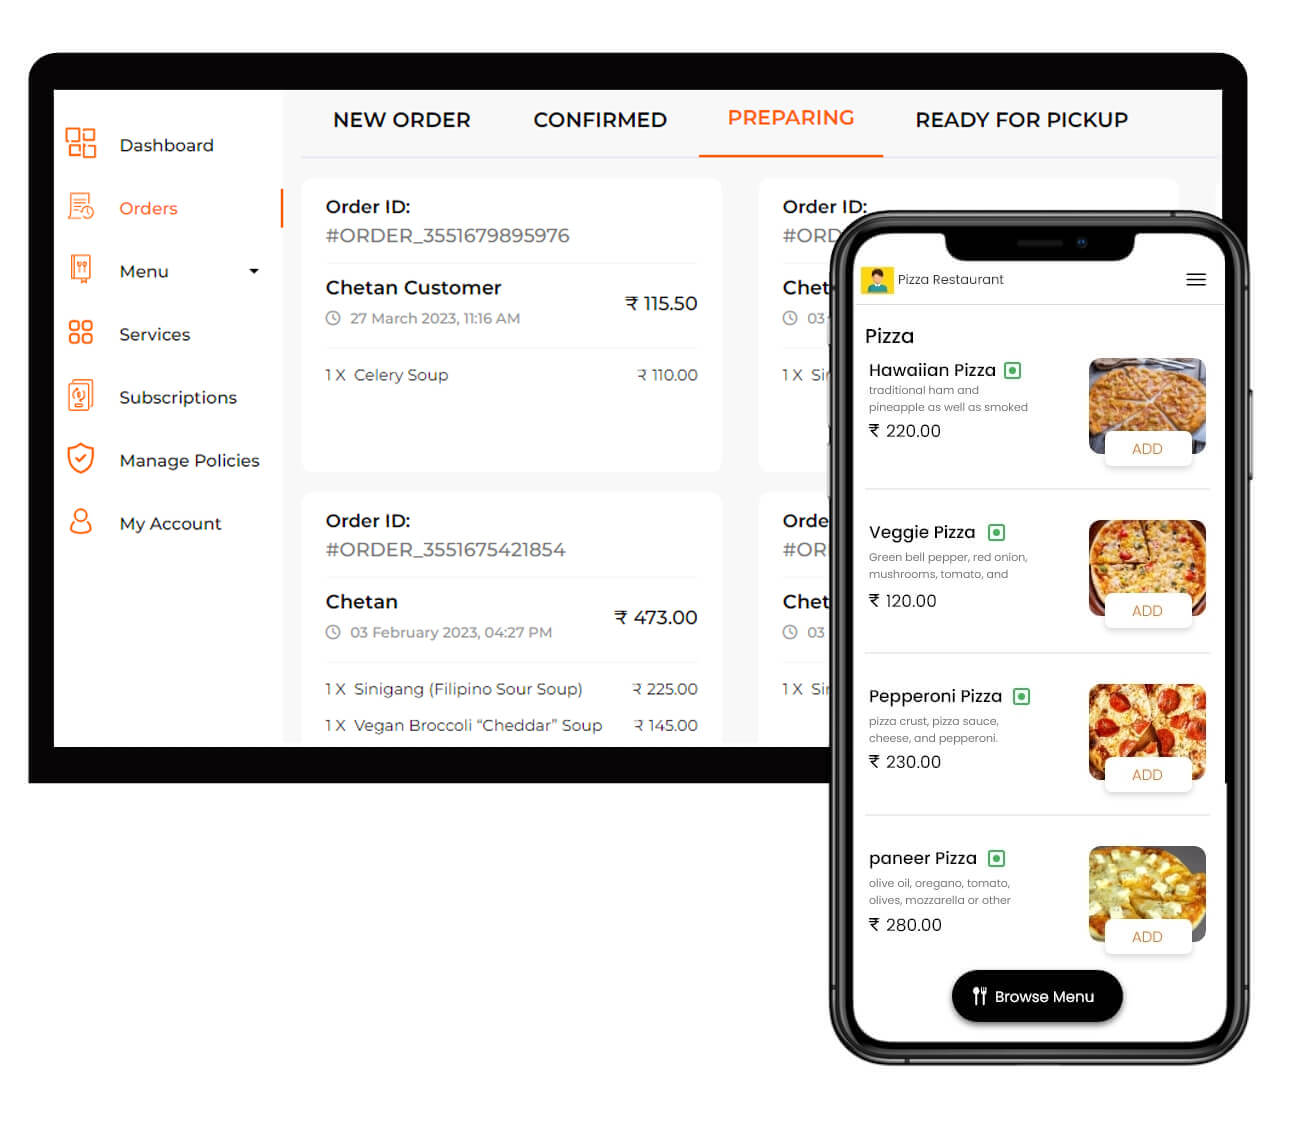 NEW ORDER CONFIRMED PREPARING READY FOR PICKUP
Dashboard
Orders
Menu
Services
Subscriptions
Manage Policies
My Account
Order ID:
#ORDER_3551679895976
Chetan Customer
₹ 115.50
27 March 2023, 11:16 AM
1 X Celery Soup ₹ 110.00
Order ID:
#ORDER_3551675421854
Chetan
₹ 473.00
03 February 2023, 04:27 PM
1 X Sinigang (Filipino Sour Soup) ₹ 225.00
1 X Vegan Broccoli “Cheddar” Soup ₹ 145.00
Order ID:
#ORD
Chet
03
1 X Sir
Orde
#OR
Chet
03
1 X Sir
Pizza Restaurant
Pizza
Hawaiian Pizza
traditional ham and
pineapple as well as smoked
₹ 220.00
ADD
Veggie Pizza
Green bell pepper, red onion,
mushrooms, tomato, and
₹ 120.00
ADD
Pepperoni Pizza
pizza crust, pizza sauce,
cheese, and pepperoni.
₹ 230.00
ADD
paneer Pizza
olive oil, oregano, tomato,
olives, mozzarella or other
₹ 280.00
ADD
Browse Menu